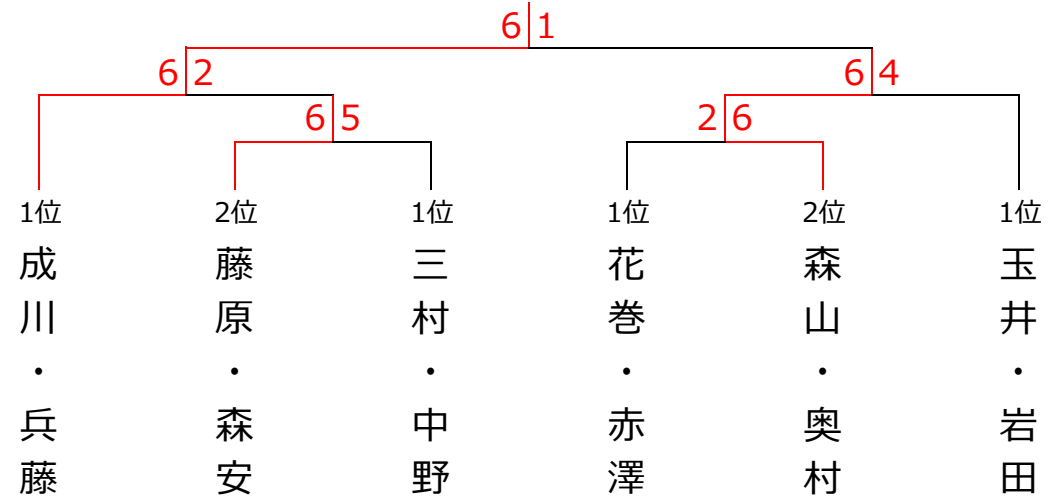 6 1
6 2
6 4
6 5
2 6
1位
2位
1位
1位
2位
1位
成川・兵藤
藤原・森安
三村・中野
花巻・赤澤
森山・奥村
玉井・岩田